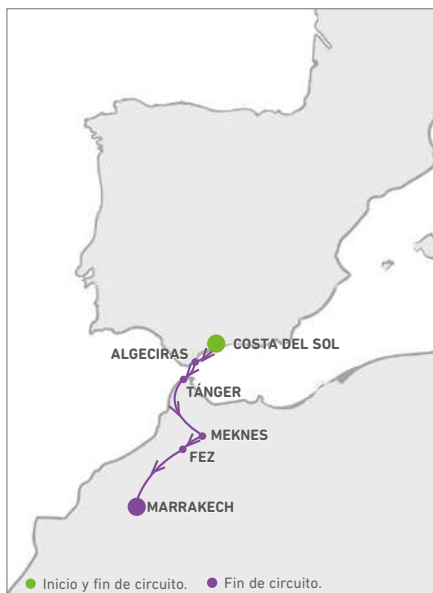 COSTA DEL SOL
ALGECIRAS
TÁNGER
MEKNES
FEZ
MARRAKECH
Inicio y fin de circuito. Fin de circuito.